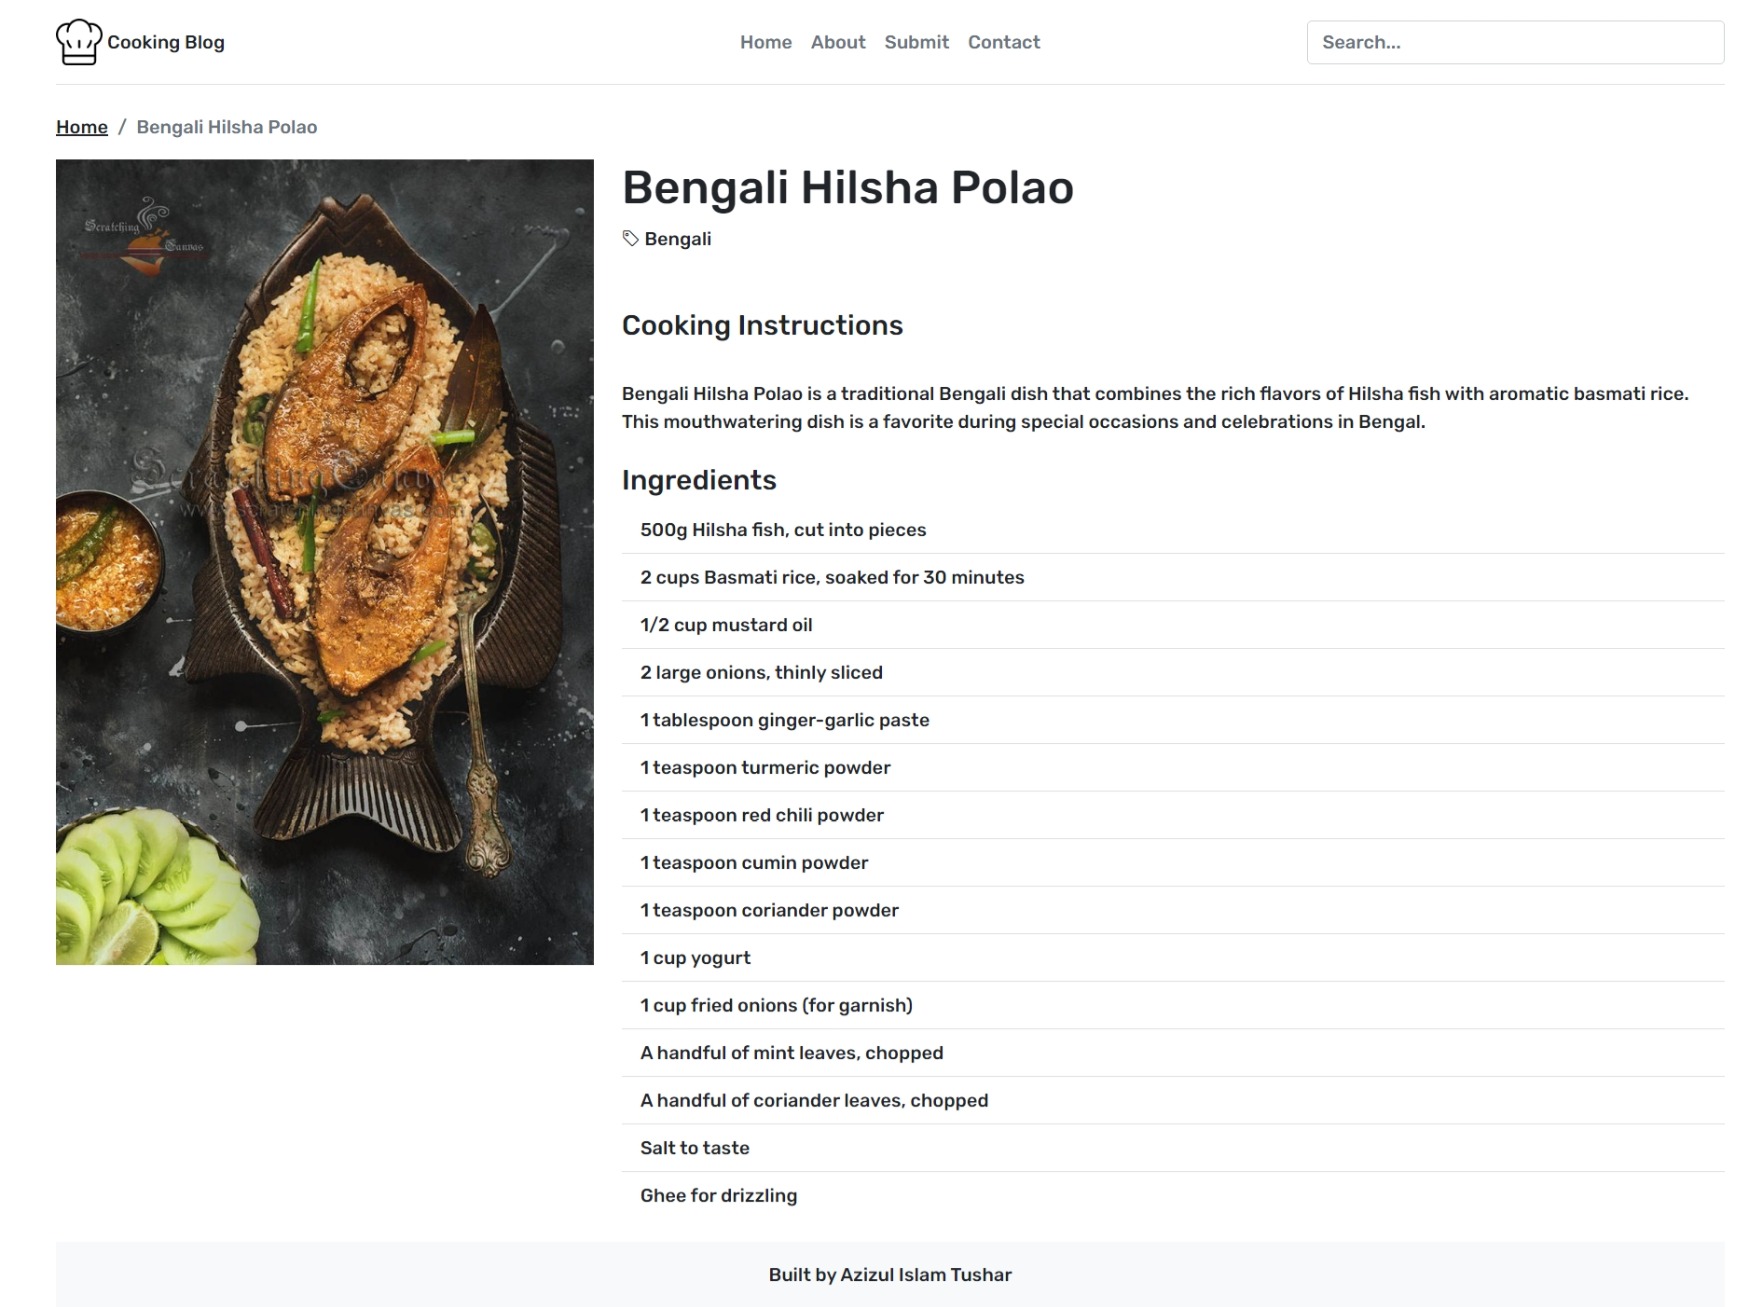 Cooking Blog
Home About Submit Contact
Search...
Home / Bengali Hilsha Polao
Scratching
Canvas
Scratching Canvas
www.scratchingcanvas.com
Bengali Hilsha Polao
Bengali
Cooking Instructions
Bengali Hilsha Polao is a traditional Bengali dish that combines the rich flavors of Hilsha fish with aromatic basmati rice.
This mouthwatering dish is a favorite during special occasions and celebrations in Bengal.
Ingredients
500g Hilsha fish, cut into pieces
2 cups Basmati rice, soaked for 30 minutes
1/2 cup mustard oil
2 large onions, thinly sliced
1 tablespoon ginger-garlic paste
1 teaspoon turmeric powder
1 teaspoon red chili powder
1 teaspoon cumin powder
1 teaspoon coriander powder
1 cup yogurt
1 cup fried onions (for garnish)
A handful of mint leaves, chopped
A handful of coriander leaves, chopped
Salt to taste
Ghee for drizzling
Built by Azizul Islam Tushar